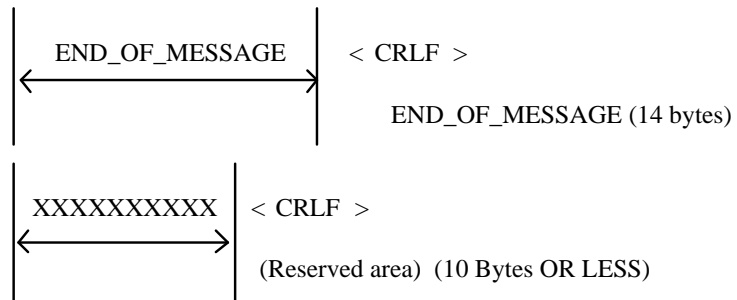 END_OF_MESSAGE < CRLF >
END_OF_MESSAGE (14 bytes)
XXXXXXXXXX < CRLF >
(Reserved area) (10 Bytes OR LESS)